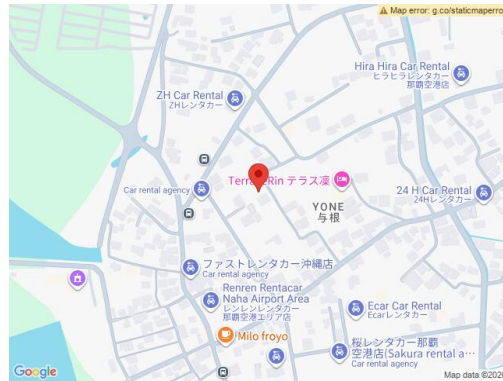 Map error: g.co/staticmaperro
Hira Hira Car Rental
ヒラヒラレンタカー
那覇空港店
ZH Car Rental
ZHレンタカー
Terra
Rin テラス凜
Car rental agency
YONE
与根
24 H Car Rental
24Hレンタカー
ファストレンタカー沖縄店
Car rental agency
Renren Rentacar
Naha Airport Area
レンレンレンタカー
那覇空港エリア店
Ecar Car Rental
Ecarレンタカー
Milo froyo
桜レンタカー那覇
空港店(Sakura rental a...
Car rental agency
Google
Map data ©202